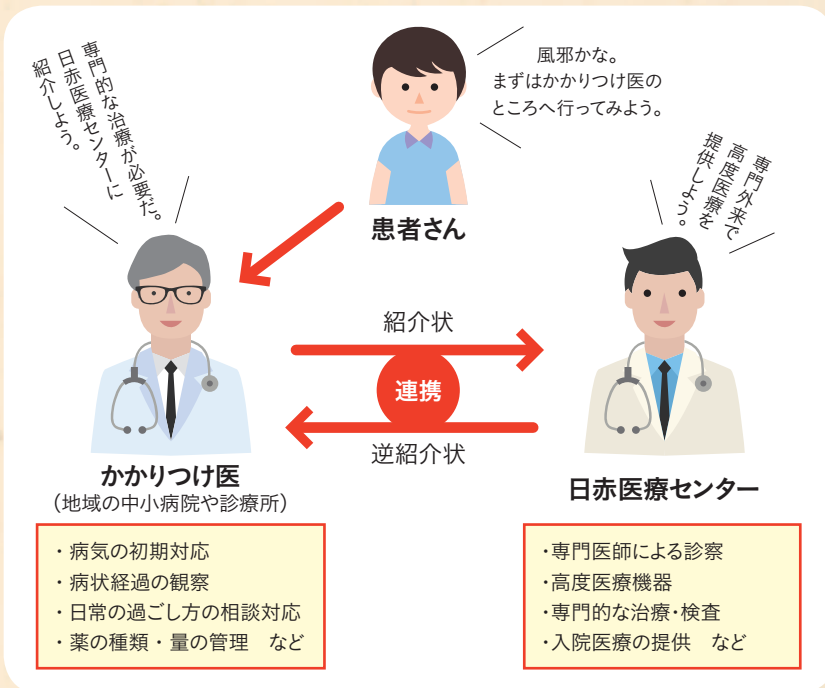 専門的な治療が必要だ。
日赤医療センターに
紹介しよう。
風邪かな。
まずはかかりつけ医の
ところへ行ってみよう。
専門外来で
高度医療を
提供しよう。
患者さん
紹介状
連携
逆紹介状
かかりつけ医
(地域の中小病院や診療所)
日赤医療センター
・病気の初期対応
・病状経過の観察
・日常の過ごし方の相談対応
・薬の種類・量の管理　など
・専門医師による診察
・高度医療機器
・専門的な治療・検査
・入院医療の提供　など